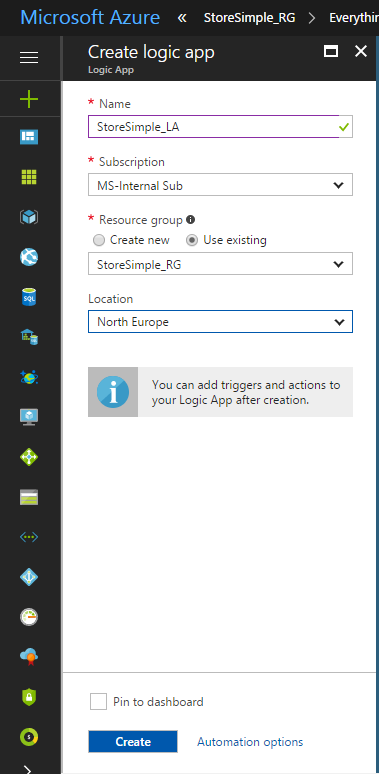 Microsoft Azure « StoreSimple_RG > Everythin
Create logic app
Logic App
* Name
StoreSimple_LA
* Subscription
MS-Internal Sub
* Resource group
Create new Use existing
StoreSimple_RG
Location
North Europe
You can add triggers and actions to
your Logic App after creation.
Pin to dashboard
Create Automation options